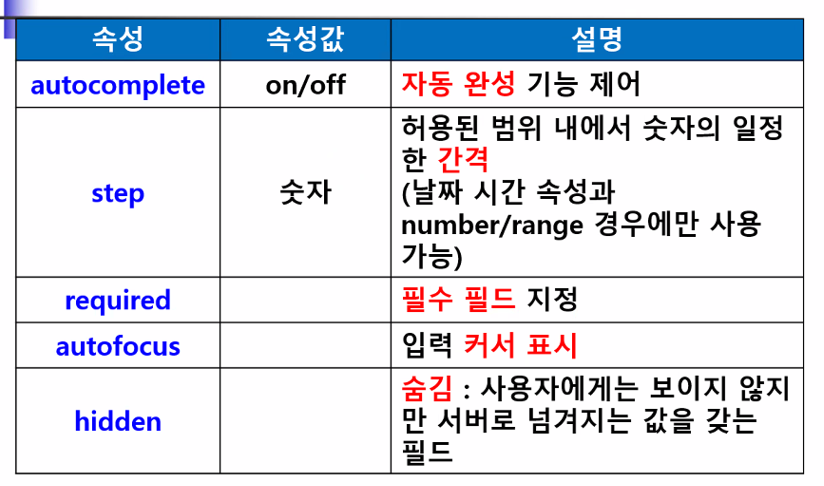 속성 속성값 설명
autocomplete on/off 자동 완성 기능 제어
step 숫자 허용된 범위 내에서 숫자의 일정
한 간격
(날짜 시간 속성과
number/range 경우에만 사용
가능)
required 필수 필드 지정
autofocus 입력 커서 표시
hidden 숨김 : 사용자에게는 보이지 않지
만 서버로 넘겨지는 값을 갖는
필드